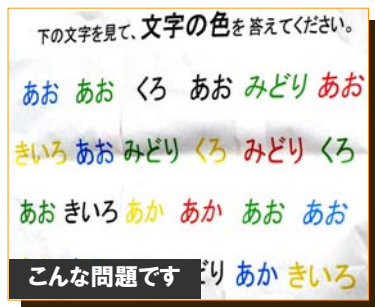 下の文字を見て、文字の色を答えてください。
あお あお くろ あお みどり あお
きいろ あお みどり くろ みどり くろ
あお きいろ あか あか あお あお
こんな問題です どり あか きいろ